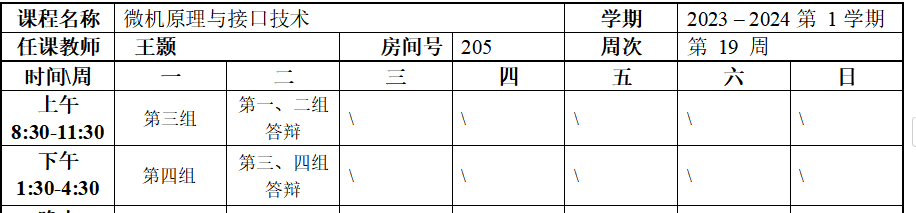 课程名称 微机原理与接口技术 学期 2023 – 2024 第 1 学期
任课教师 王颋 房间号 205 周次 第 19 周
时间\周 一 二 三 四 五 六 日
上午
8:30-11:30 第三组 第一、二组
答辩 \ \ \ \ \
下午
1:30-4:30 第四组 第三、四组
答辩 \ \ \ \ \